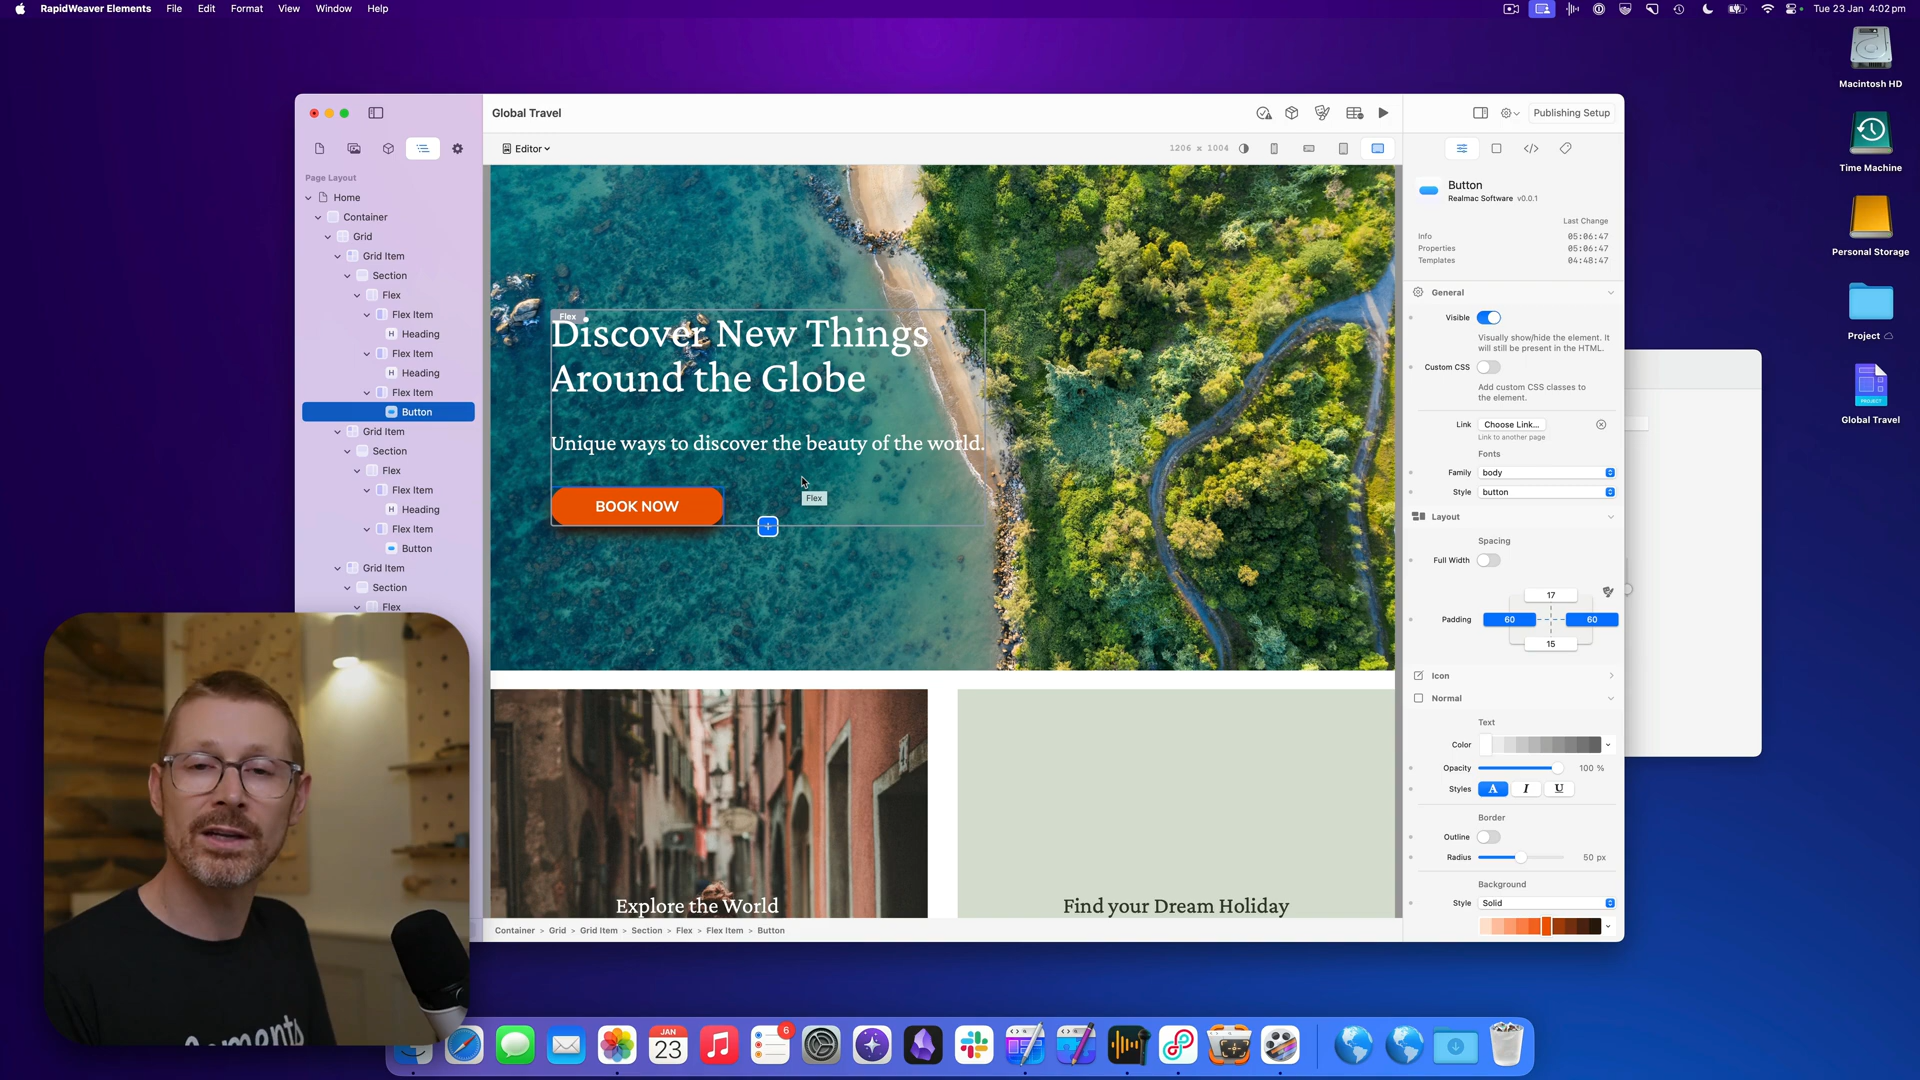 RapidWeaver Elements File Edit Format View Window Help
Tue 23 Jan 4:02 pm
Macintosh HD
Time Machine
Personal Storage
Project
PROJECT
Global Travel
Global Travel
Publishing Setup
Editor
1206 × 1004
Page Layout
Home
Container
Grid
Grid Item
Section
Flex
Flex Item
Heading
Flex Item
Heading
Flex Item
Button
Grid Item
Section
Flex
Flex Item
Heading
Flex Item
Button
Grid Item
Section
Flex
Flex
Discover New Things
Around the Globe
Unique ways to discover the beauty of the world.
BOOK NOW
Flex
Explore the World
Find your Dream Holiday
Container > Grid > Grid Item > Section > Flex > Flex Item > Button
Button
Realmac Software v0.0.1
Last Change
Info 05:06:47
Properties 05:06:47
Templates 04:48:47
General
Visible
Visually show/hide the element. It
will still be present in the HTML.
Custom CSS
Add custom CSS classes to
the element.
Link Choose Link...
Link to another page
Fonts
Family body
Style button
Layout
Spacing
Full Width
17
Padding 60 60
15
Icon
Normal
Text
Color
Opacity 100 %
Styles A I U
Border
Outline
Radius 50 px
Background
Style Solid
JAN
23
6